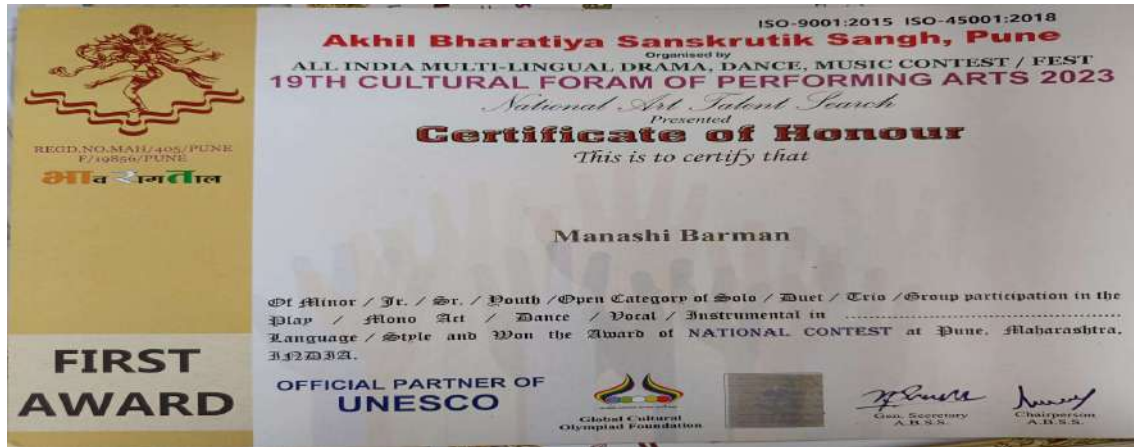 ISO-9001:2015 ISO-45001:2018
Akhil Bharatiya Sanskrutik Sangh, Pune
Organised by
ALL INDIA MULTI-LINGUAL DRAMA, DANCE, MUSIC CONTEST / FEST
19TH CULTURAL FORAM OF PERFORMING ARTS 2023
National Art Talent Search
Presented
Certificate of Honour
This is to certify that
REGD.NO.MAH/405/PUNE
F/19856/PUNE
भाव रागताल
Manashi Barman
Of Minor / Jr. / Sr. / Youth /Open Category of Solo / Duet / Trio /Group participation in the
Play / Mono Act / Dance / Vocal / Instrumental in ........................................
Language / Style and Won the Award of NATIONAL CONTEST at Pune, Maharashtra,
INDIA.
FIRST
AWARD
OFFICIAL PARTNER OF
UNESCO
Global Cultural
Olympiad Foundation
Gen. Secretary
A.B.S.S.
Chairperson
A.B.S.S.